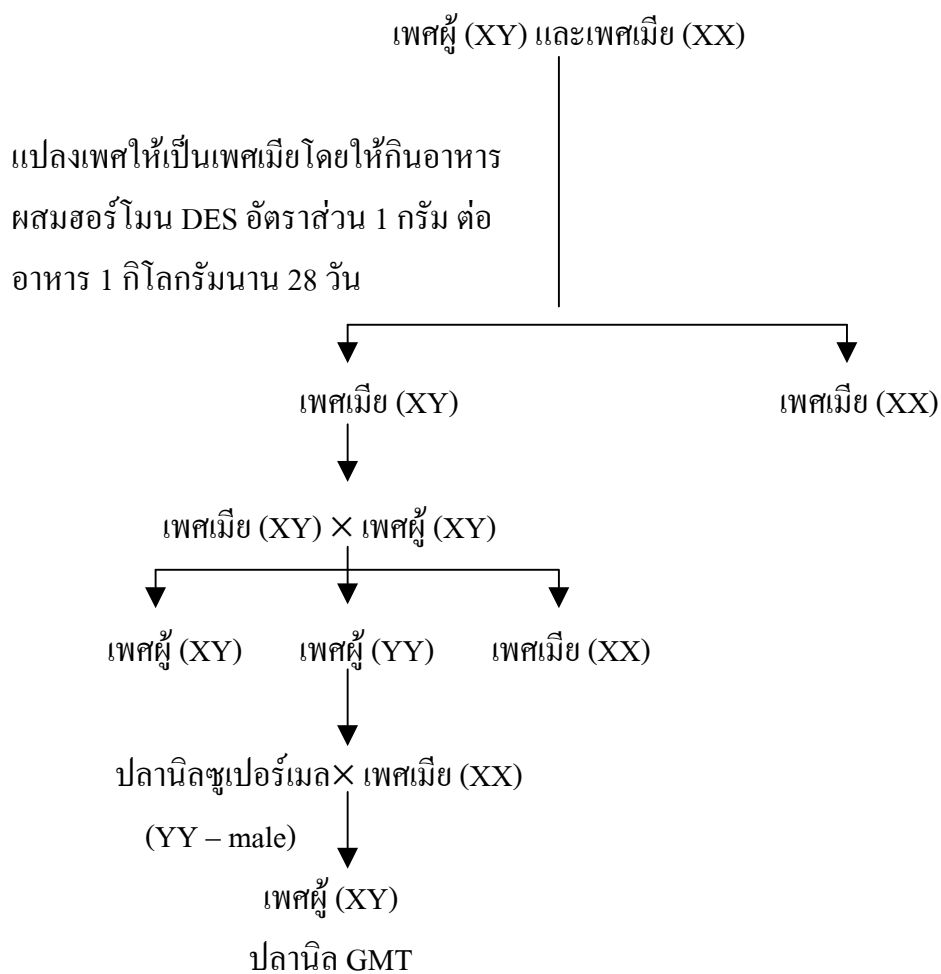 เพศผู้ (XY) และเพศเมีย (XX)
แปลงเพศให้เป็นเพศเมียโดยให้กินอาหาร
ผสมฮอร์โมน DES อัตราส่วน 1 กรัม ต่อ
อาหาร 1 กิโลกรัมนาน 28 วัน
เพศเมีย (XY) เพศเมีย (XX)
เพศเมีย (XY) × เพศผู้ (XY)
เพศผู้ (XY) เพศผู้ (YY) เพศเมีย (XX)
ปลานิลซูเปอร์เมล× เพศเมีย (XX)
(YY – male)
เพศผู้ (XY)
ปลานิล GMT